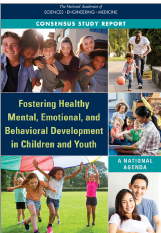 The National Academies of
SCIENCES • ENGINEERING • MEDICINE
CONSENSUS STUDY REPORT
Fostering Healthy
Mental, Emotional, and
Behavioral Development
in Children and Youth
A NATIONAL
AGENDA